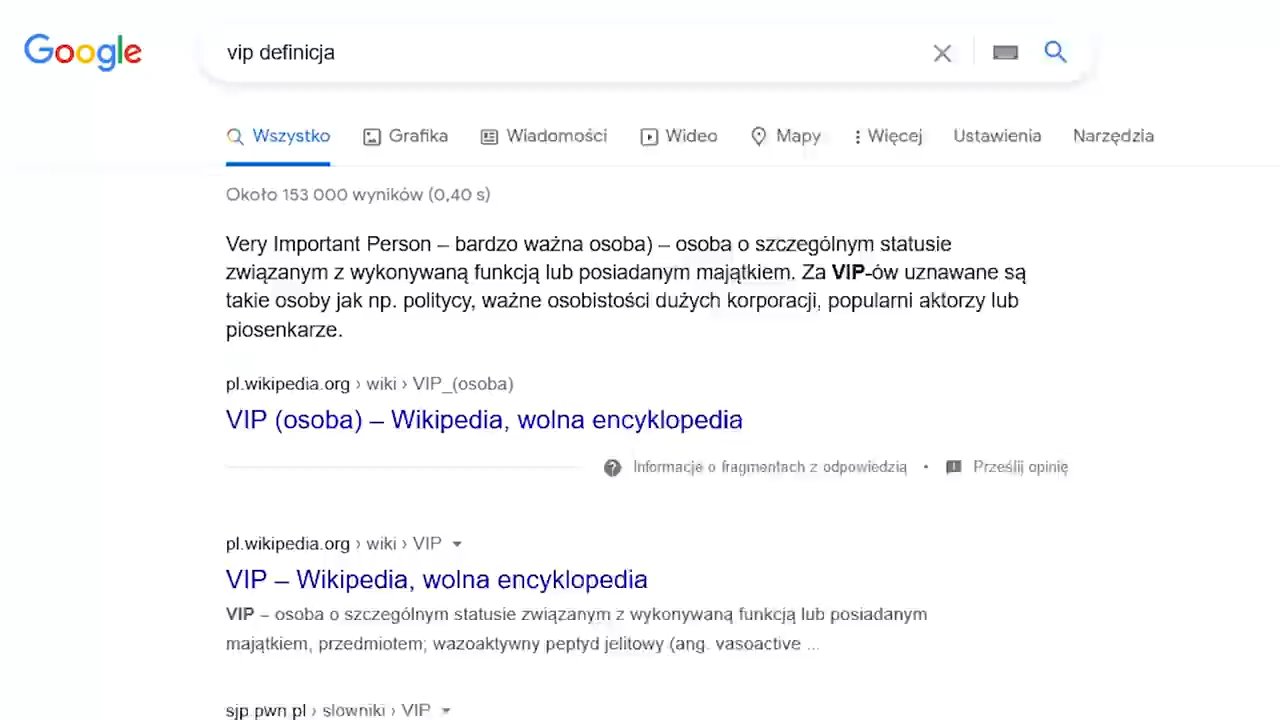 Google
vip definicja
Wszystko Grafika Wiadomości Wideo Mapy Więcej Ustawienia Narzędzia
Około 153 000 wyników (0,40 s)
Very Important Person – bardzo ważna osoba) – osoba o szczególnym statusie
związanym z wykonywaną funkcją lub posiadanym majątkiem. Za VIP-ów uznawane są
takie osoby jak np. politycy, ważne osobistości dużych korporacji, popularni aktorzy lub
piosenkarze.
pl.wikipedia.org › wiki › VIP_(osoba)
VIP (osoba) – Wikipedia, wolna encyklopedia
Informacje o fragmentach z odpowiedzią • Prześlij opinię
pl.wikipedia.org › wiki › VIP
VIP – Wikipedia, wolna encyklopedia
VIP – osoba o szczególnym statusie związanym z wykonywaną funkcją lub posiadanym
majątkiem, przedmiotem; wazoaktywny peptyd jelitowy (ang. vasoactive ...
sjp.pwn.pl › slowniki › VIP